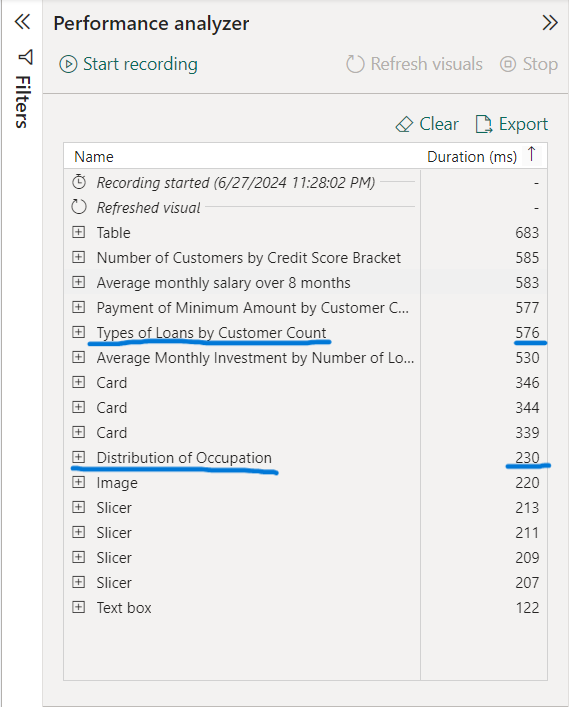 Performance analyzer
Filters
Start recording Refresh visuals Stop
Clear Export
Name Duration (ms)
Recording started (6/27/2024 11:28:02 PM) -
Refreshed visual -
Table 683
Number of Customers by Credit Score Bracket 585
Average monthly salary over 8 months 583
Payment of Minimum Amount by Customer C... 577
Types of Loans by Customer Count 576
Average Monthly Investment by Number of Lo... 530
Card 346
Card 344
Card 339
Distribution of Occupation 230
Image 220
Slicer 213
Slicer 211
Slicer 209
Slicer 207
Text box 122